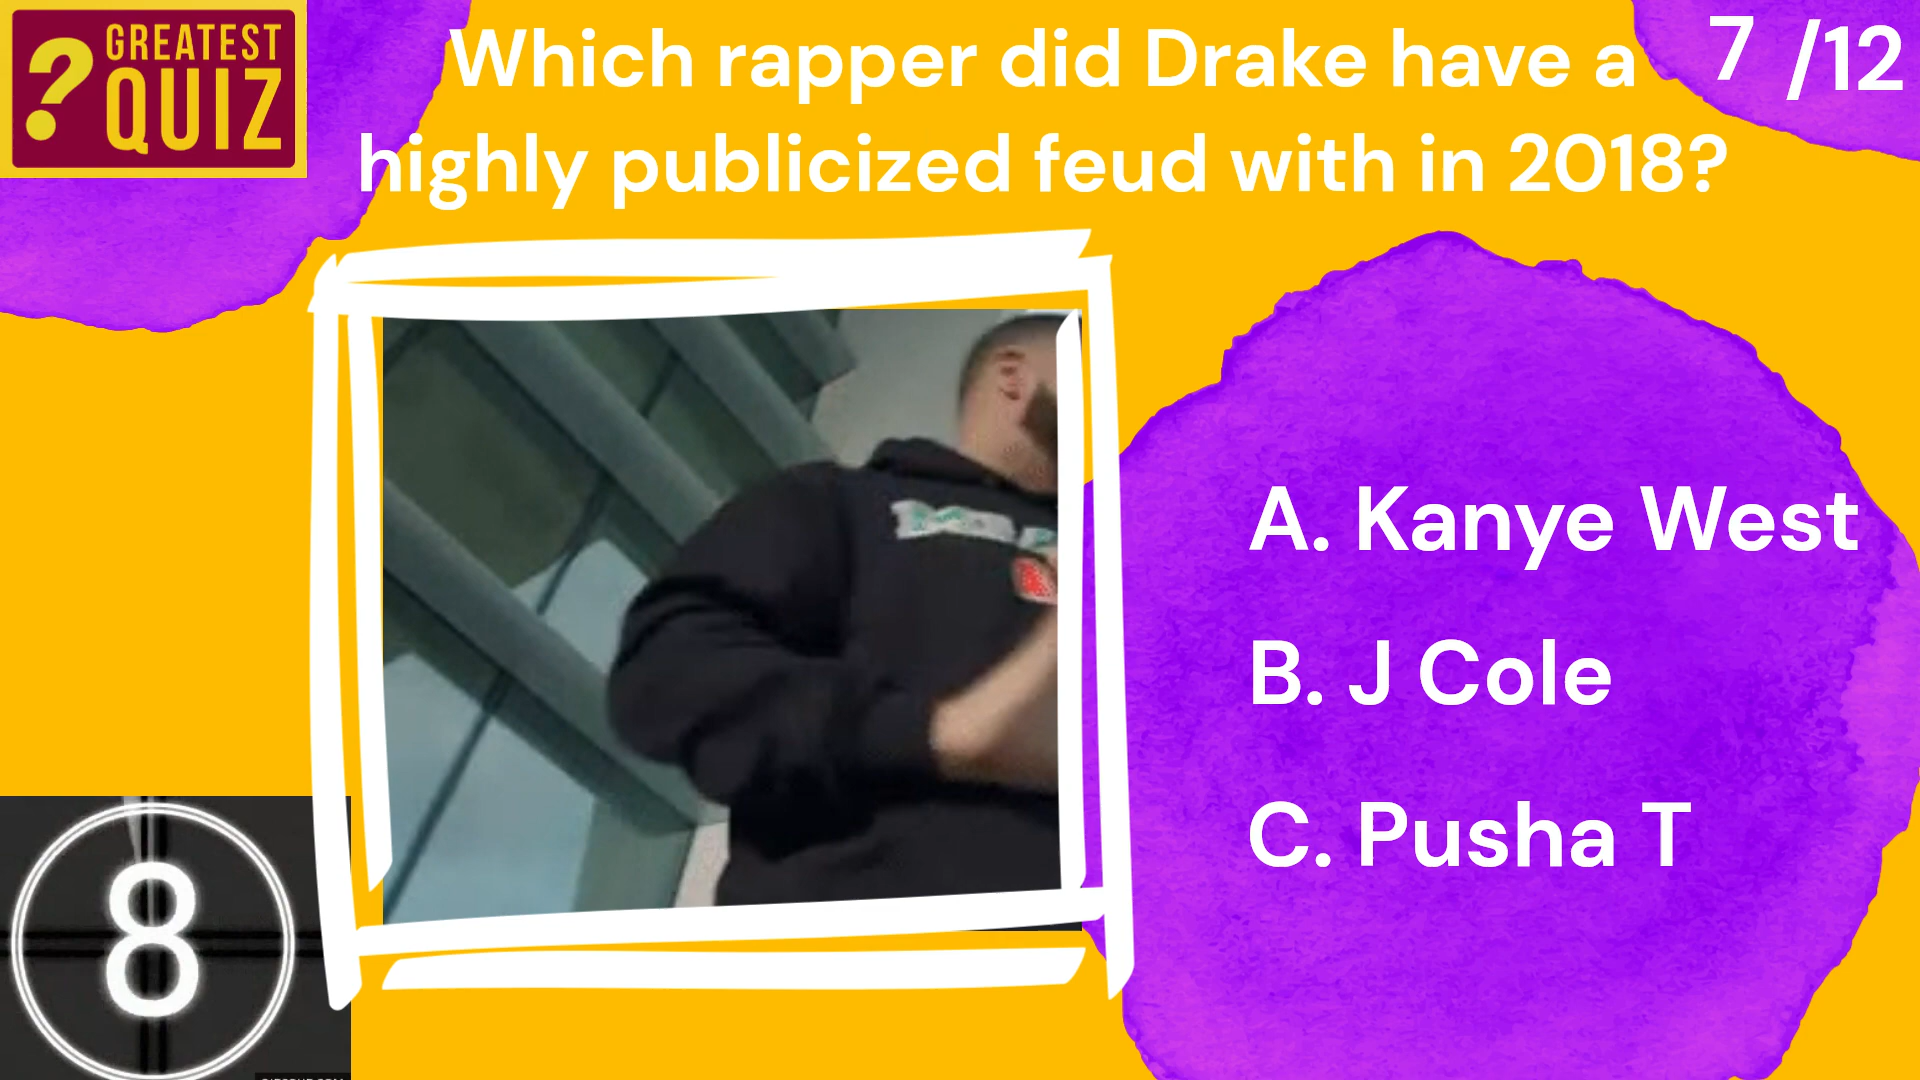 GREATEST
QUIZ
?
Which rapper did Drake have a
highly publicized feud with in 2018?
7 /12
A. Kanye West
B. J Cole
C. Pusha T
8